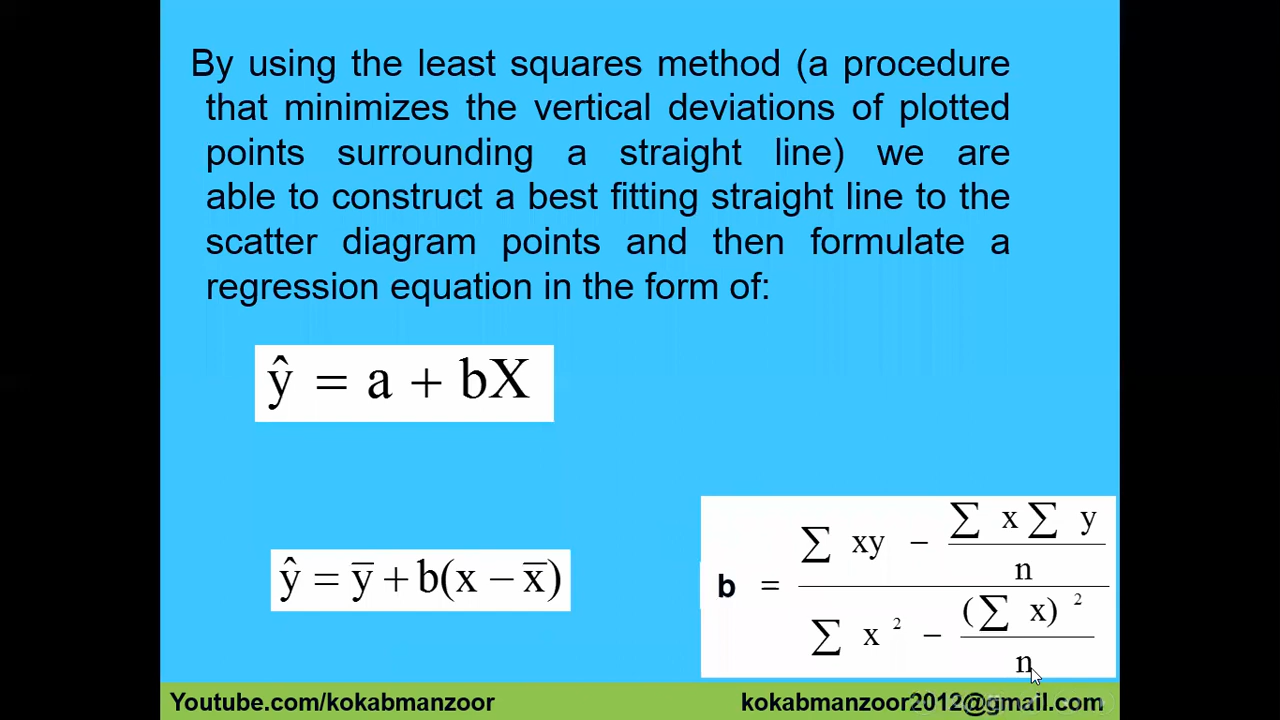 By using the least squares method (a procedure
that minimizes the vertical deviations of plotted
points surrounding a straight line) we are
able to construct a best fitting straight line to the
scatter diagram points and then formulate a
regression equation in the form of:
ŷ = a + bX
ŷ = y̅ + b(x − x̅)
b = (∑ xy − (∑ x ∑ y) / n) / (∑ x² − (∑ x)² / n)
Youtube.com/kokabmanzoor
kokabmanzoor2012@gmail.com